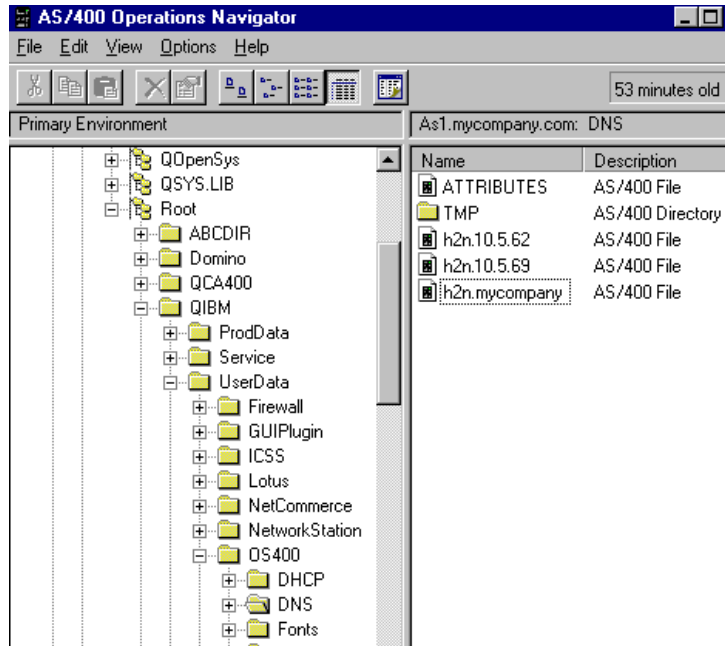 AS/400 Operations Navigator
File Edit View Options Help
53 minutes old
Primary Environment
As1.mycompany.com: DNS
QOpenSys
QSYS.LIB
Root
ABCDIR
Domino
QCA400
QIBM
ProdData
Service
UserData
Firewall
GUIPlugin
ICSS
Lotus
NetCommerce
NetworkStation
OS400
DHCP
DNS
Fonts
Name Description
ATTRIBUTES AS/400 File
TMP AS/400 Directory
h2n.10.5.62 AS/400 File
h2n.10.5.69 AS/400 File
h2n.mycompany AS/400 File